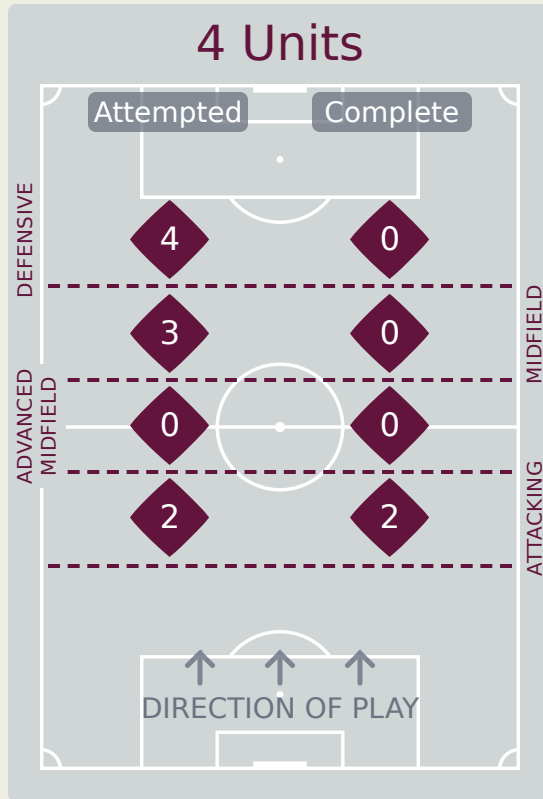 4 Units
Attempted
Complete
DEFENSIVE
4
0
MIDFIELD
3
0
ADVANCED
MIDFIELD
0
0
ATTACKING
2
2
DIRECTION OF PLAY